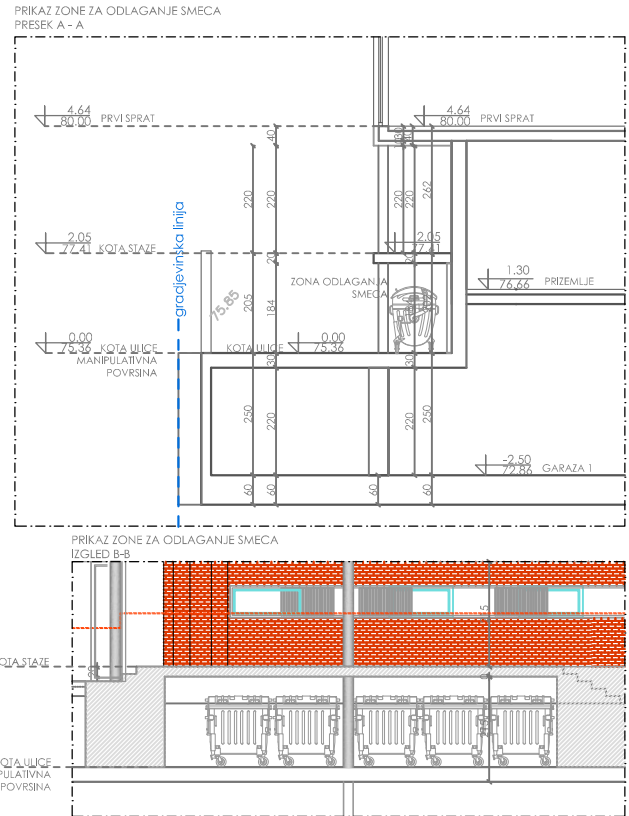 PRIKAZ ZONE ZA ODLAGANJE SMECA
PRESEK A - A
4.64
80.00 PRVI SPRAT
4.64
80.00 PRVI SPRAT
40
40
220
220
220
220
262
gradjevinska linija
2.05
77.41 KOTA STAZE
2.05
77.41
20
20
ZONA ODLAGANJA
SMECA
1.30
76.66 PRIZEMLJE
75.85
205
184
0.00
75.36 KOTA ULICE
MANIPULATIVNA
POVRSINA
KOTA ULICE
0.00
75.36
30
30
250
220
220
250
-2.50
72.86 GARAZA 1
60
60
60
60
PRIKAZ ZONE ZA ODLAGANJE SMECA
IZGLED B-B
OTA STAZE
20
OTA ULICE
IPULATIVNA
POVRSINA